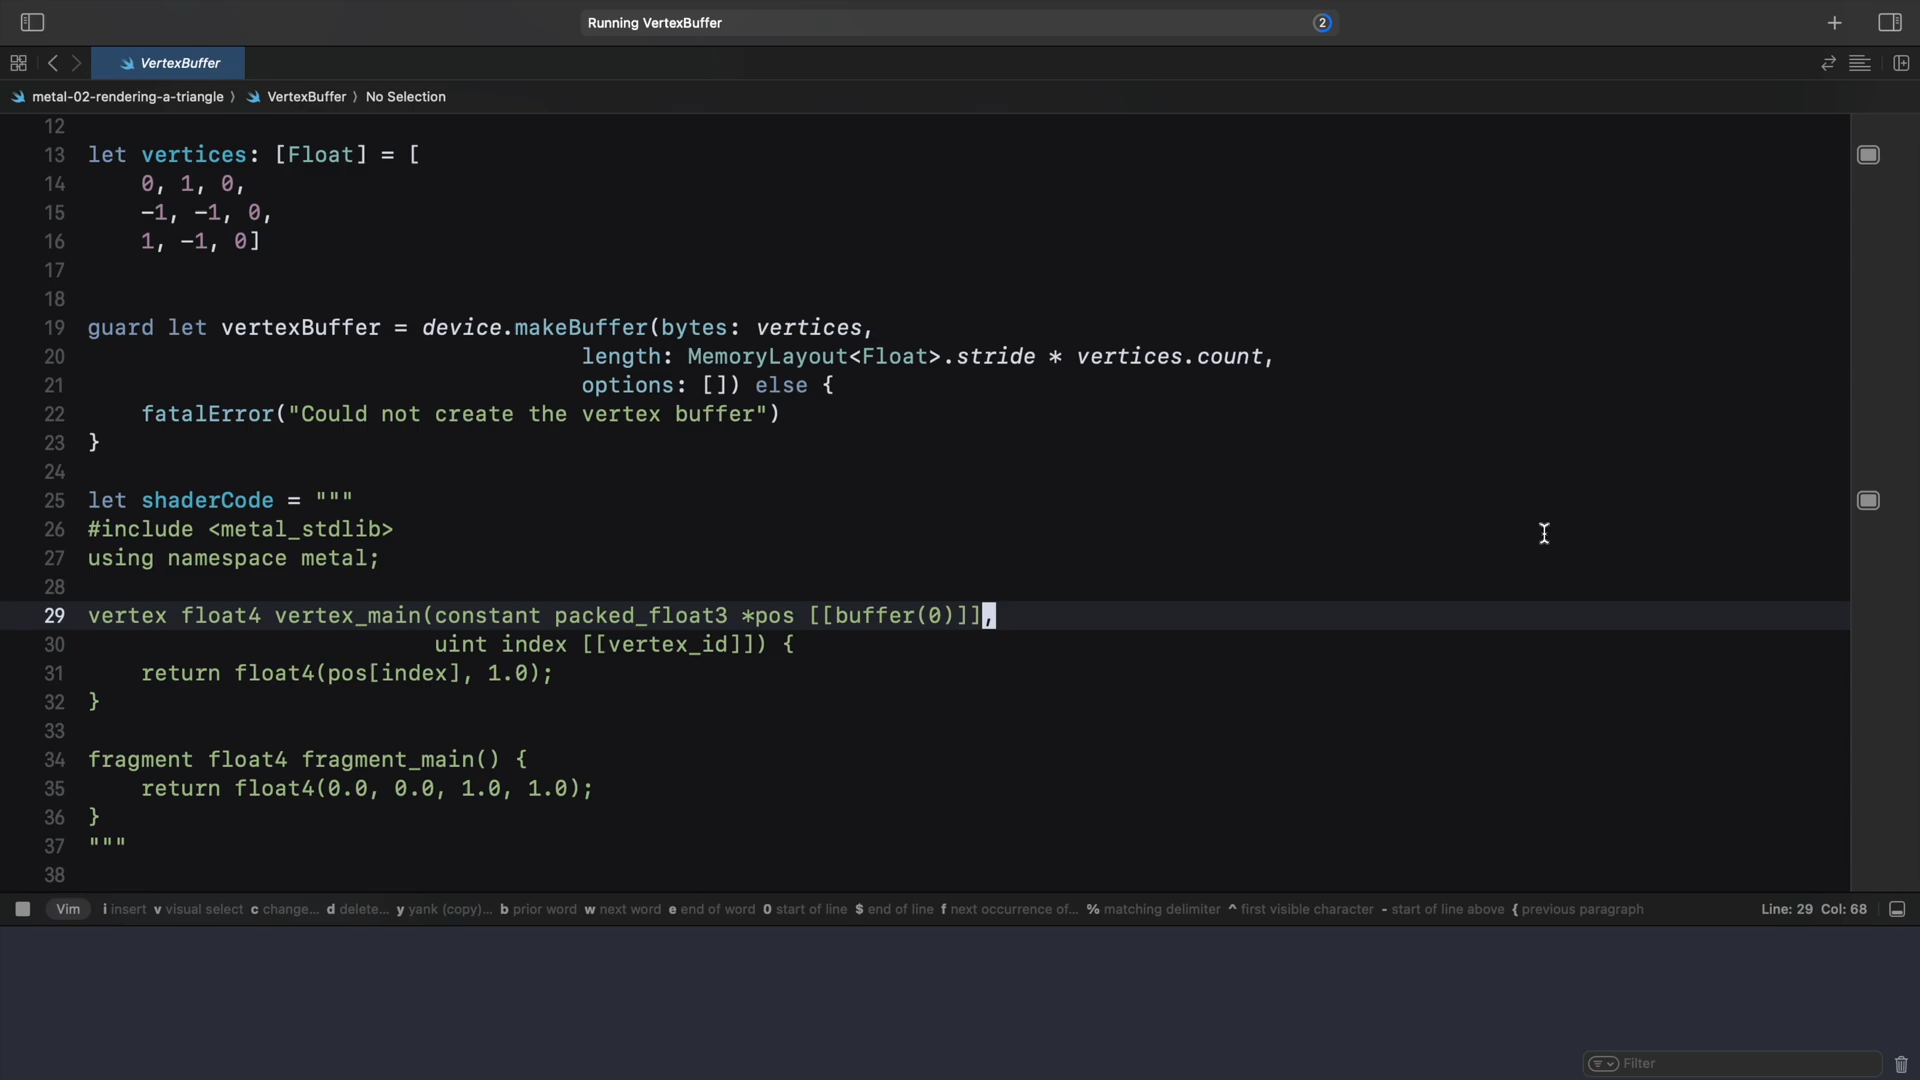 Running VertexBuffer
2
VertexBuffer
metal-02-rendering-a-triangle 〉 VertexBuffer 〉 No Selection
12
13 let vertices: [Float] = [
14     0, 1, 0,
15     -1, -1, 0,
16     1, -1, 0]
17
18
19 guard let vertexBuffer = device.makeBuffer(bytes: vertices,
20                                      length: MemoryLayout<Float>.stride * vertices.count,
21                                      options: []) else {
22     fatalError("Could not create the vertex buffer")
23 }
24
25 let shaderCode = """
26 #include <metal_stdlib>
27 using namespace metal;
28
29 vertex float4 vertex_main(constant packed_float3 *pos [[buffer(0)]],
30                           uint index [[vertex_id]]) {
31     return float4(pos[index], 1.0);
32 }
33
34 fragment float4 fragment_main() {
35     return float4(0.0, 0.0, 1.0, 1.0);
36 }
37 """
38
Vim i insert v visual select c change... d delete... y yank (copy)... b prior word w next word e end of word 0 start of line $ end of line f next occurrence of... % matching delimiter ^ first visible character - start of line above { previous paragraph Line: 29 Col: 68
Filter